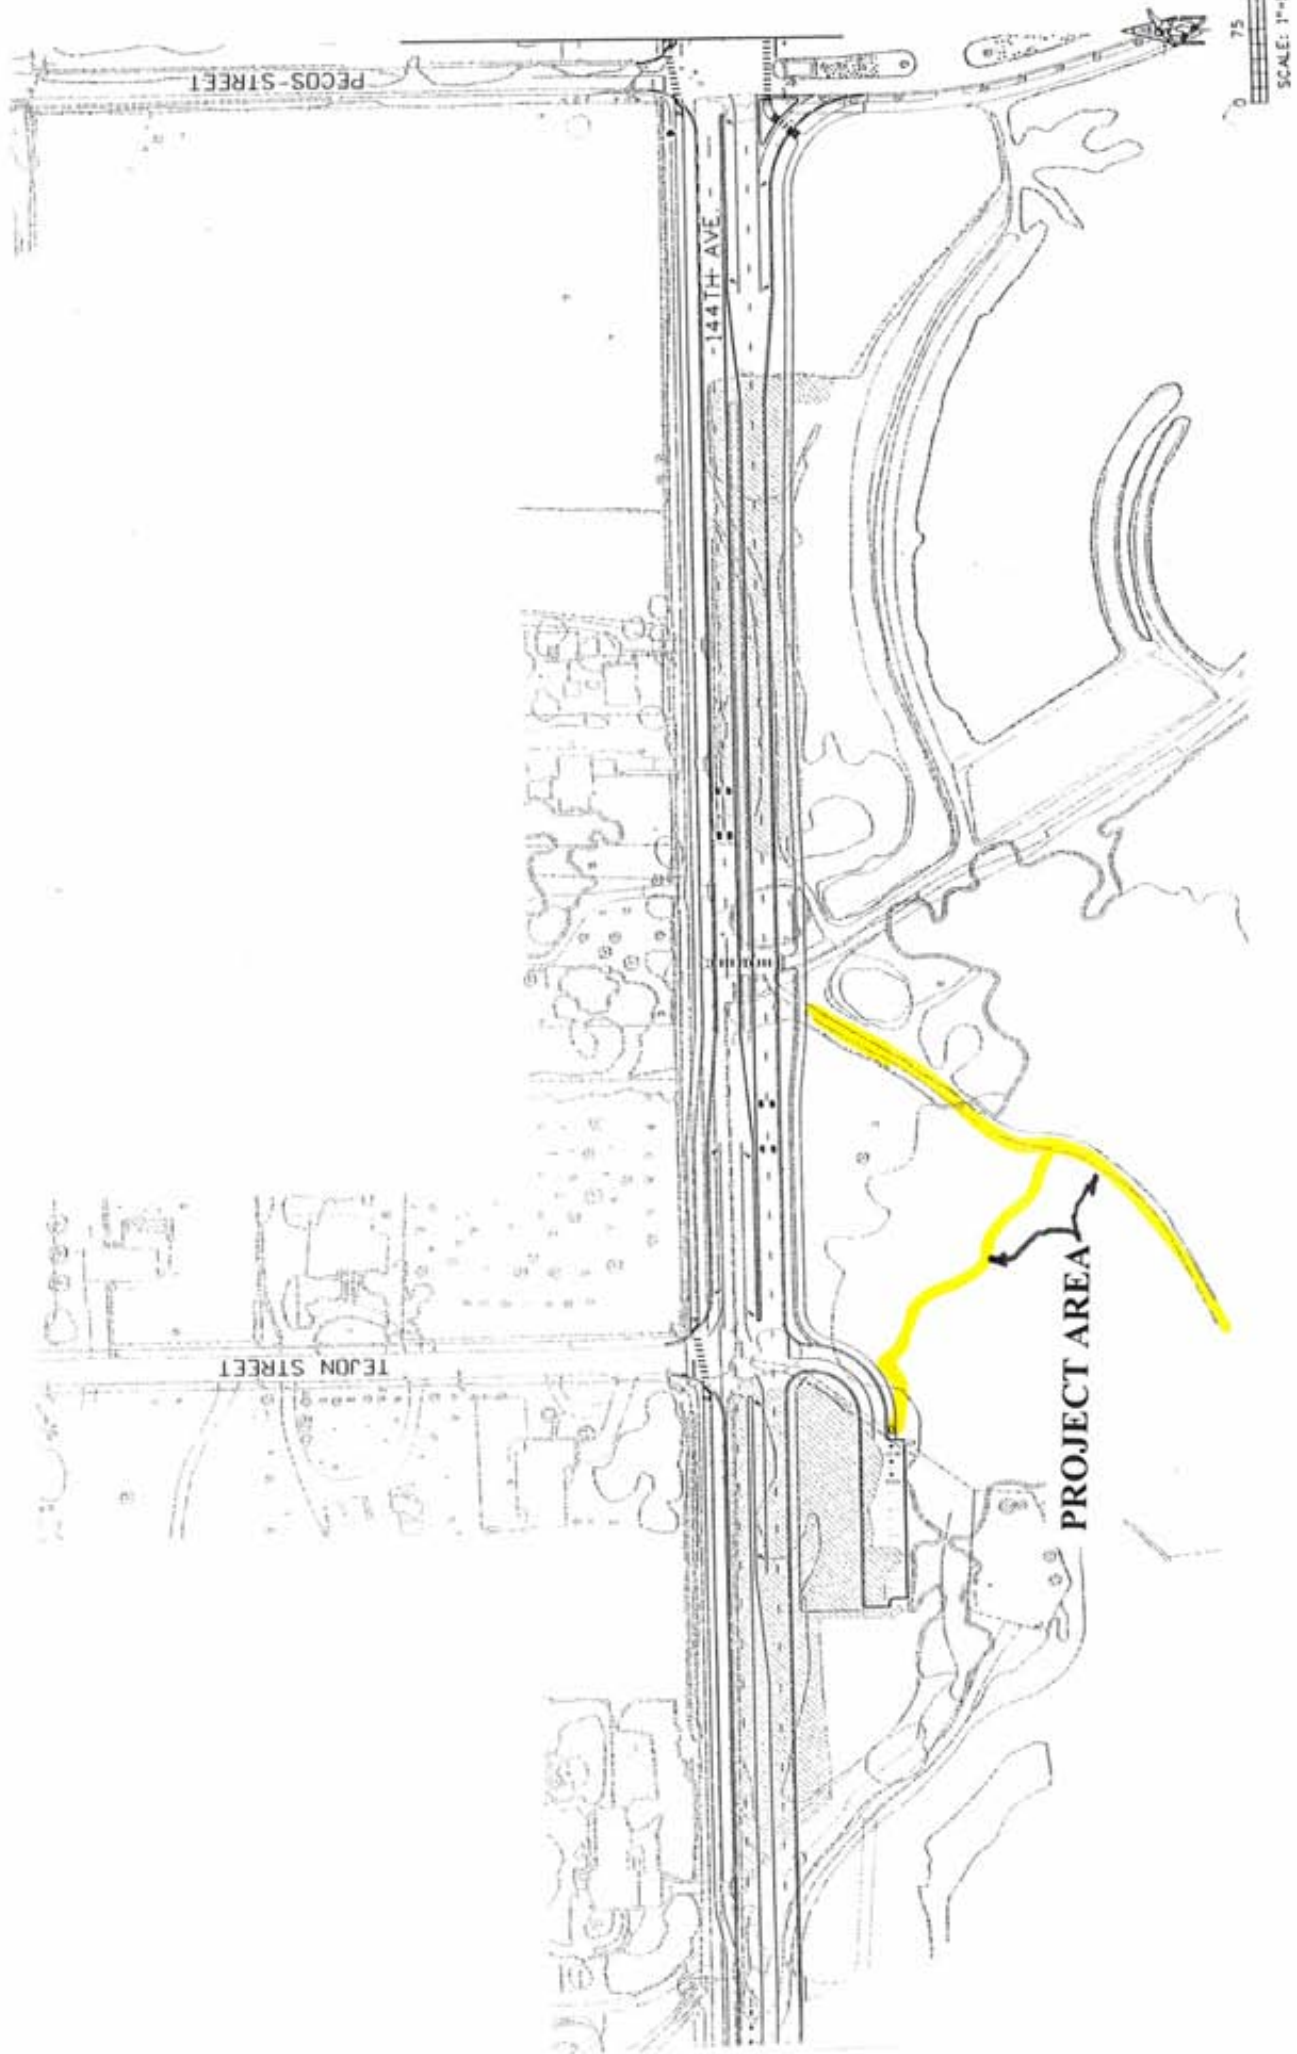 PECOS STREET
75
0
SCALE: 1"=
144TH AVE.
TEJON STREET
PROJECT AREA